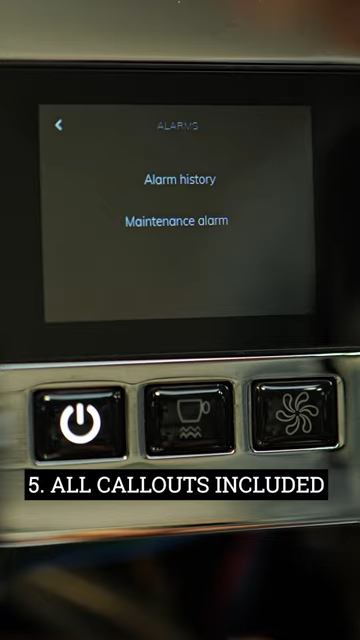 ALARMS
Alarm history
Maintenance alarm
5. ALL CALLOUTS INCLUDED